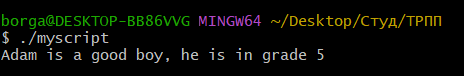 borga@DESKTOP-BB86VVG MINGW64 ~/Desktop/Студ/ТРПП
$ ./myscript
Adam is a good boy, he is in grade 5